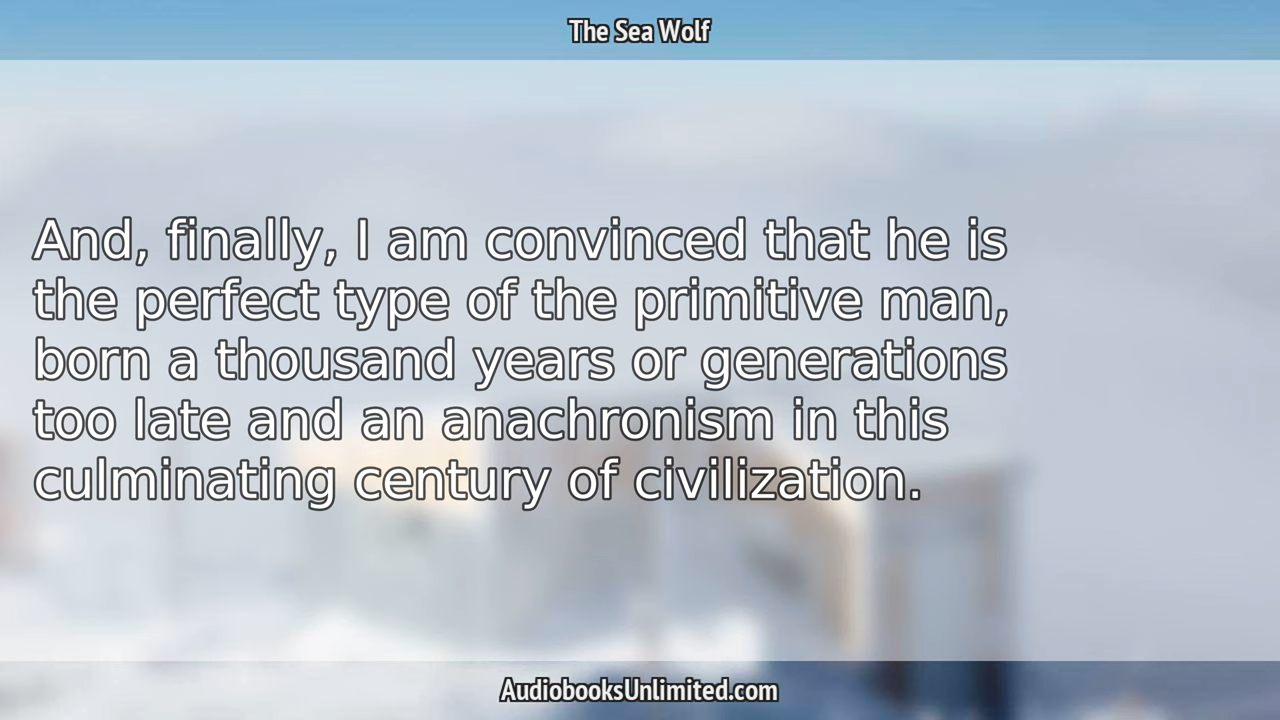 The Sea Wolf
And, finally, I am convinced that he is
the perfect type of the primitive man,
born a thousand years or generations
too late and an anachronism in this
culminating century of civilization.
AudiobooksUnlimited.com